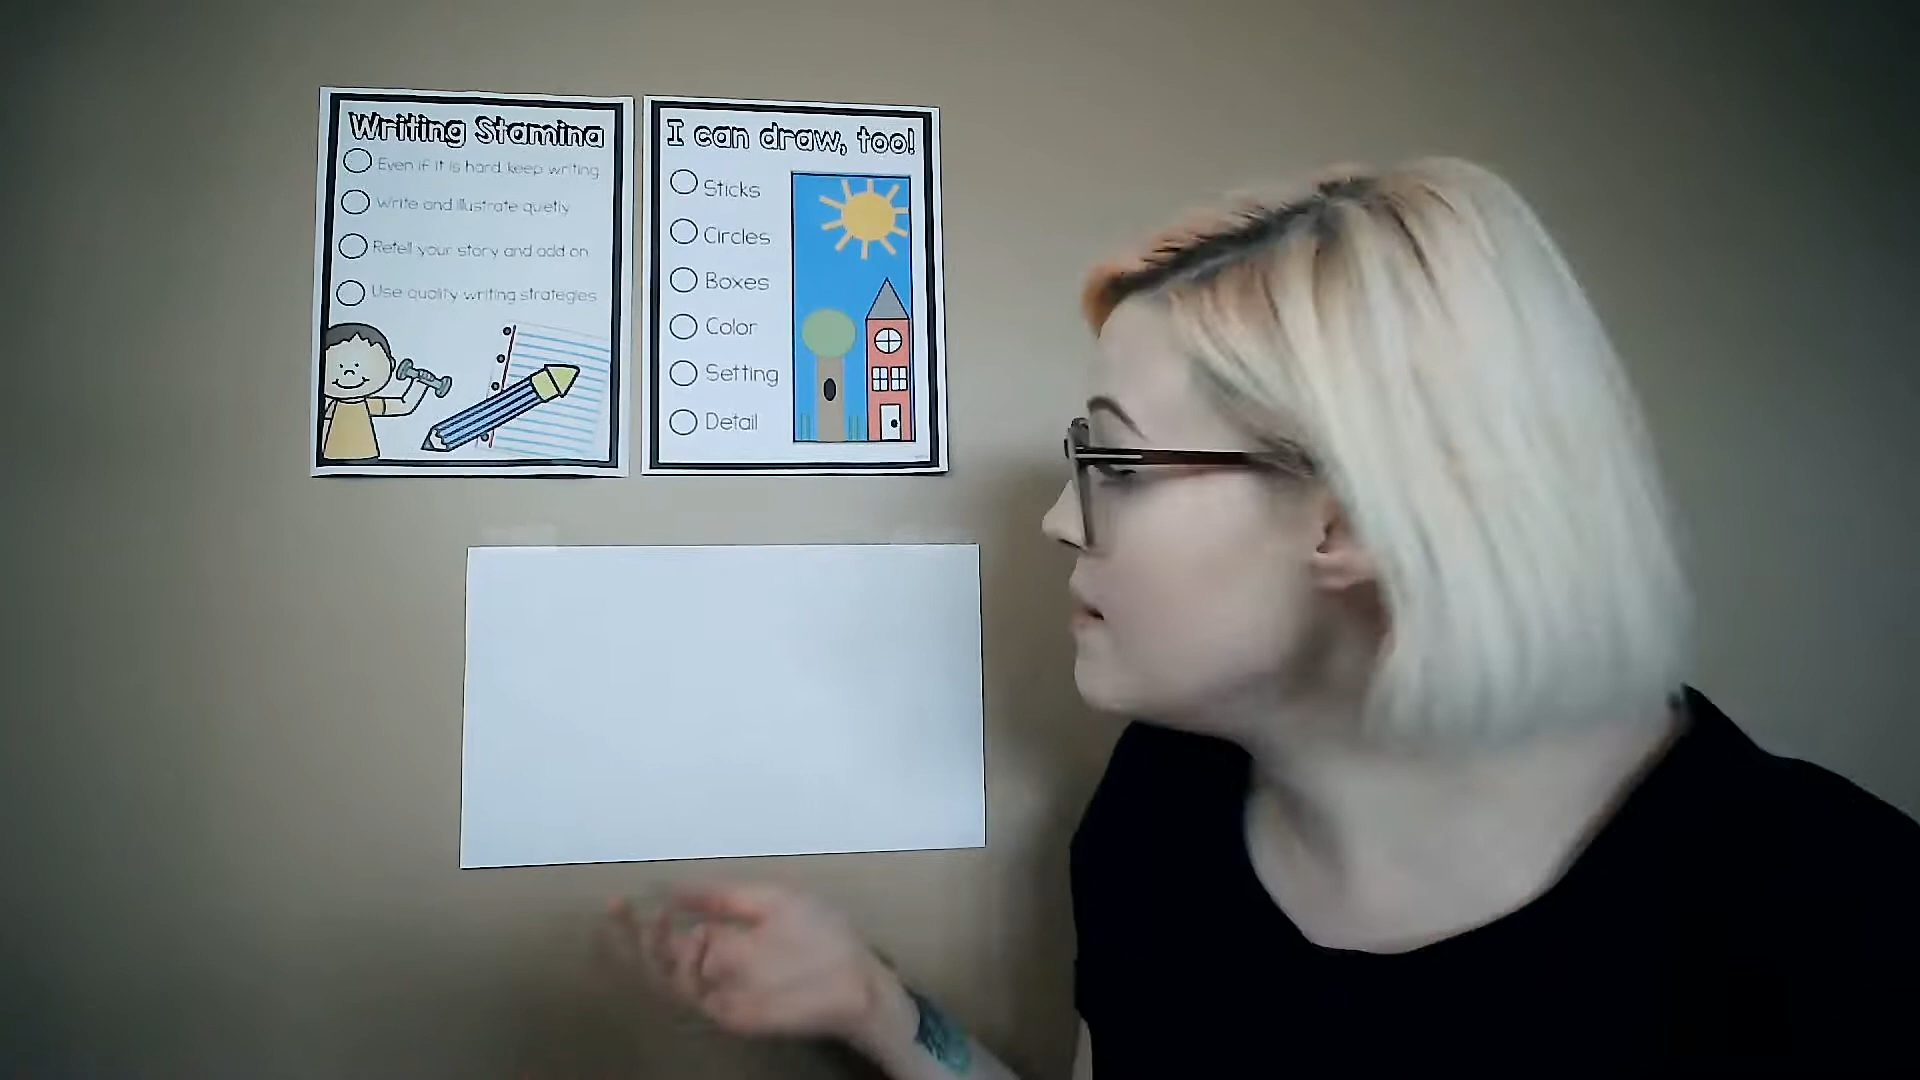 Writing Stamina
Even if it is hard, keep writing
Write and illustrate quietly
Retell your story and add on
Use quality writing strategies
I can draw, too!
Sticks
Circles
Boxes
Color
Setting
Detail